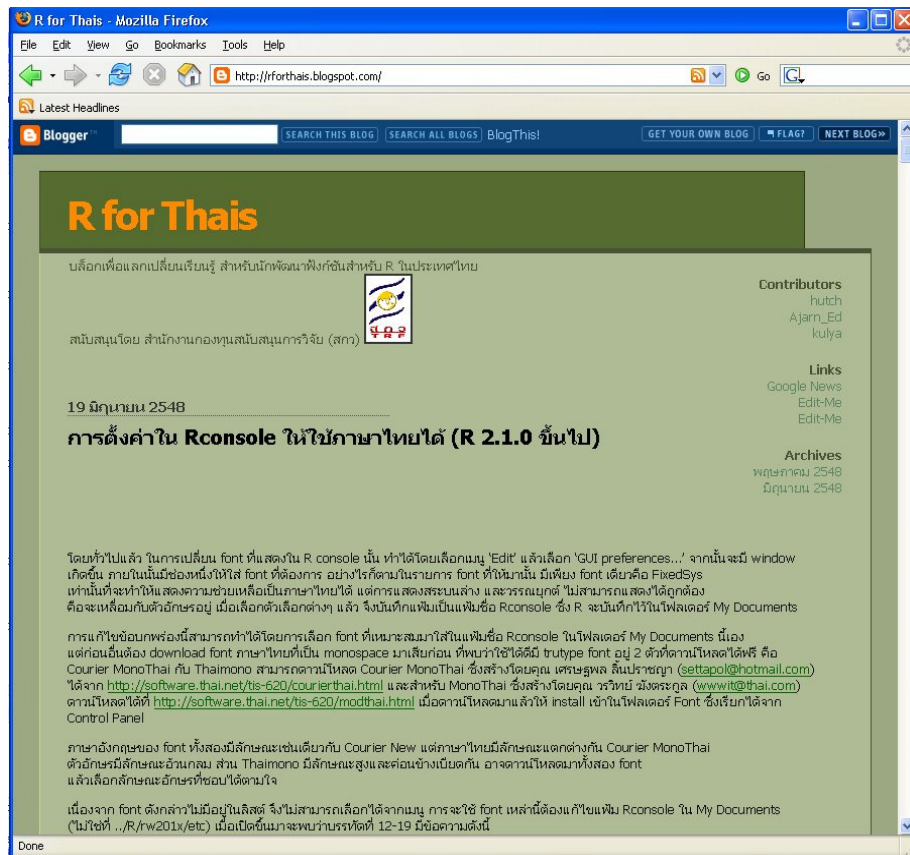 R for Thais - Mozilla Firefox
File Edit View Go Bookmarks Tools Help
http://rforthais.blogspot.com/
Go
G
Latest Headlines
Blogger SEARCH THIS BLOG SEARCH ALL BLOGS BlogThis! GET YOUR OWN BLOG FLAG? NEXT BLOG»
R for Thais
บล็อกเพื่อแลกเปลี่ยนเรียนรู้ สำหรับนักพัฒนาฟังก์ชันสำหรับ R ในประเทศไทย
สนับสนุนโดย สำนักงานกองทุนสนับสนุนการวิจัย (สกว)
Contributors
hutch
Ajarn_Ed
kulya
Links
Google News
Edit-Me
Edit-Me
Archives
พฤษภาคม 2548
มิถุนายน 2548
19 มิถุนายน 2548
การตั้งค่าใน Rconsole ให้ใช้ภาษาไทยได้ (R 2.1.0 ขึ้นไป)
โดยทั่วไปแล้ว ในการเปลี่ยน font ที่แสดงใน R console นั้น ทำได้โดยเลือกเมนู 'Edit' แล้วเลือก 'GUI preferences...' จากนั้นจะมี window
เกิดขึ้น ภายในนั้นมีช่องหนึ่งให้ใส่ font ที่ต้องการ อย่างไรก็ตามในรายการ font ที่ให้มานั้น มีเพียง font เดียวคือ FixedSys
เท่านั้นที่จะทำให้แสดงความช่วยเหลือเป็นภาษาไทยได้ แต่การแสดงสระบนล่าง และวรรณยุกต์ ไม่สามารถแสดงได้ถูกต้อง
คือจะเหลื่อมกับตัวอักษรอยู่ เมื่อเลือกตัวเลือกต่างๆ แล้ว จึงบันทึกแฟ้มเป็นแฟ้มชื่อ Rconsole ซึ่ง R จะบันทึกไว้ในโฟลเดอร์ My Documents
การแก้ไขข้อบกพร่องนี้สามารถทำได้โดยการเลือก font ที่เหมาะสมมาใส่ในแฟ้มชื่อ Rconsole ในโฟลเดอร์ My Documents นี้เอง
แต่ก่อนอื่นต้อง download font ภาษาไทยที่เป็น monospace มาเสียก่อน ที่พบว่าใช้ได้ดีมี trutype font อยู่ 2 ตัวที่ดาวน์โหลดได้ฟรี คือ
Courier MonoThai กับ Thaimono สามารถดาวน์โหลด Courier MonoThai ซึ่งสร้างโดยคุณ เศรษฐพล ลิ้นปราชญา (settapol@hotmail.com)
ได้จาก http://software.thai.net/tis-620/courierthai.html และสำหรับ MonoThai ซึ่งสร้างโดยคุณ วรวิทย์ (wwwit@thai.com)
ดาวน์โหลดได้ที่ http://software.thai.net/tis-620/modthai.html เมื่อดาวน์โหลดมาแล้วให้ install เข้าในโฟลเดอร์ Font ซึ่งเรียกได้จาก
Control Panel
ภาษาอังกฤษของ font ทั้งสองมีลักษณะเช่นเดียวกับ Courier New แต่ภาษาไทยมีลักษณะแตกต่างกัน Courier MonoThai
ตัวอักษรมีลักษณะอ้วนกลม ส่วน Thaimono มีลักษณะสูงและค่อนข้างเบียดกัน อาจดาวน์โหลดมาทั้งสอง font
แล้วเลือกลักษณะอักษรที่ชอบได้ตามใจ
เนื่องจาก font ดังกล่าวไม่มีอยู่ในลิสต์ จึงไม่สามารถเลือกได้จากเมนู การจะใช้ font เหล่านี้ต้องแก้ไขแฟ้ม Rconsole ใน My Documents
(ไม่ใช่ที่ ../R/rw201x/etc) เมื่อเปิดขึ้นมาจะพบว่าบรรทัดที่ 12-19 มีข้อความดังนี้
Done